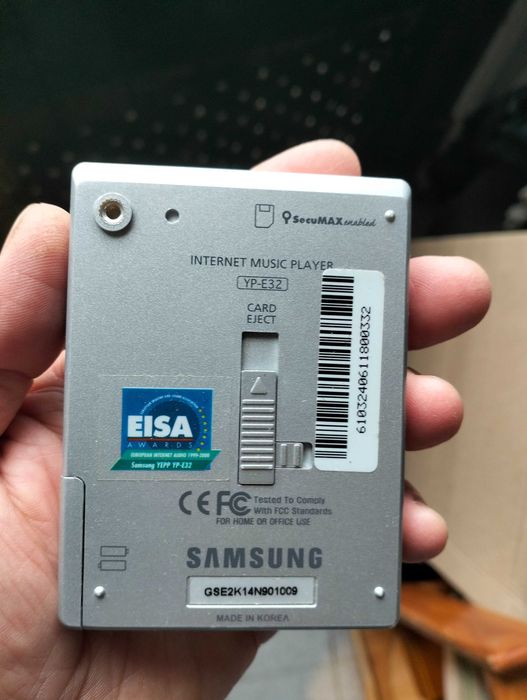 SecuMAX enabled
INTERNET MUSIC PLAYER
YP-E32
CARD
EJECT
6103240611800332
EISA
AWARDS
EUROPEAN INTERNET AUDIO 1999-2000
Samsung YEPP YP-E32
CE FC Tested To Comply
With FCC Standards
FOR HOME OR OFFICE USE
SAMSUNG
GSE2K14N901009
MADE IN KOREA